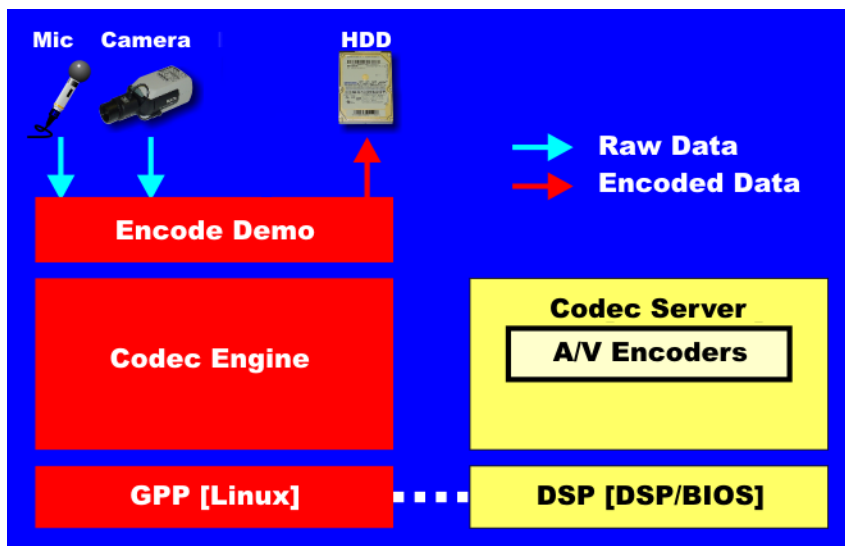 Mic Camera HDD
Raw Data
Encoded Data
Encode Demo
Codec Engine
Codec Server
A/V Encoders
GPP [Linux]
DSP [DSP/BIOS]